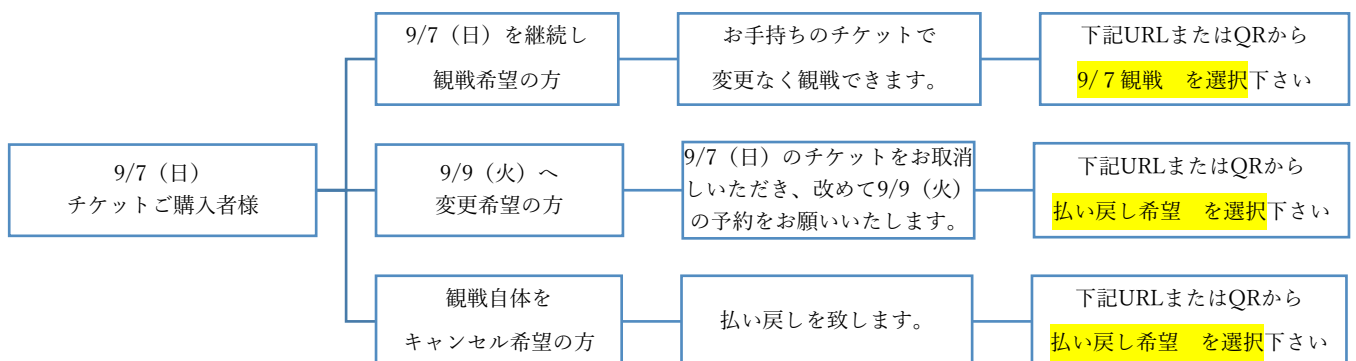 9/7（日）
チケットご購入者様
9/7（日）を継続し
観戦希望の方
お手持ちのチケットで
変更なく観戦できます。
下記URLまたはQRから
9/７観戦　を選択下さい
9/9（火）へ
変更希望の方
9/7（日）のチケットをお取消
しいただき、改めて9/9（火）
の予約をお願いいたします。
下記URLまたはQRから
払い戻し希望　を選択下さい
観戦自体を
キャンセル希望の方
払い戻しを致します。
下記URLまたはQRから
払い戻し希望　を選択下さい